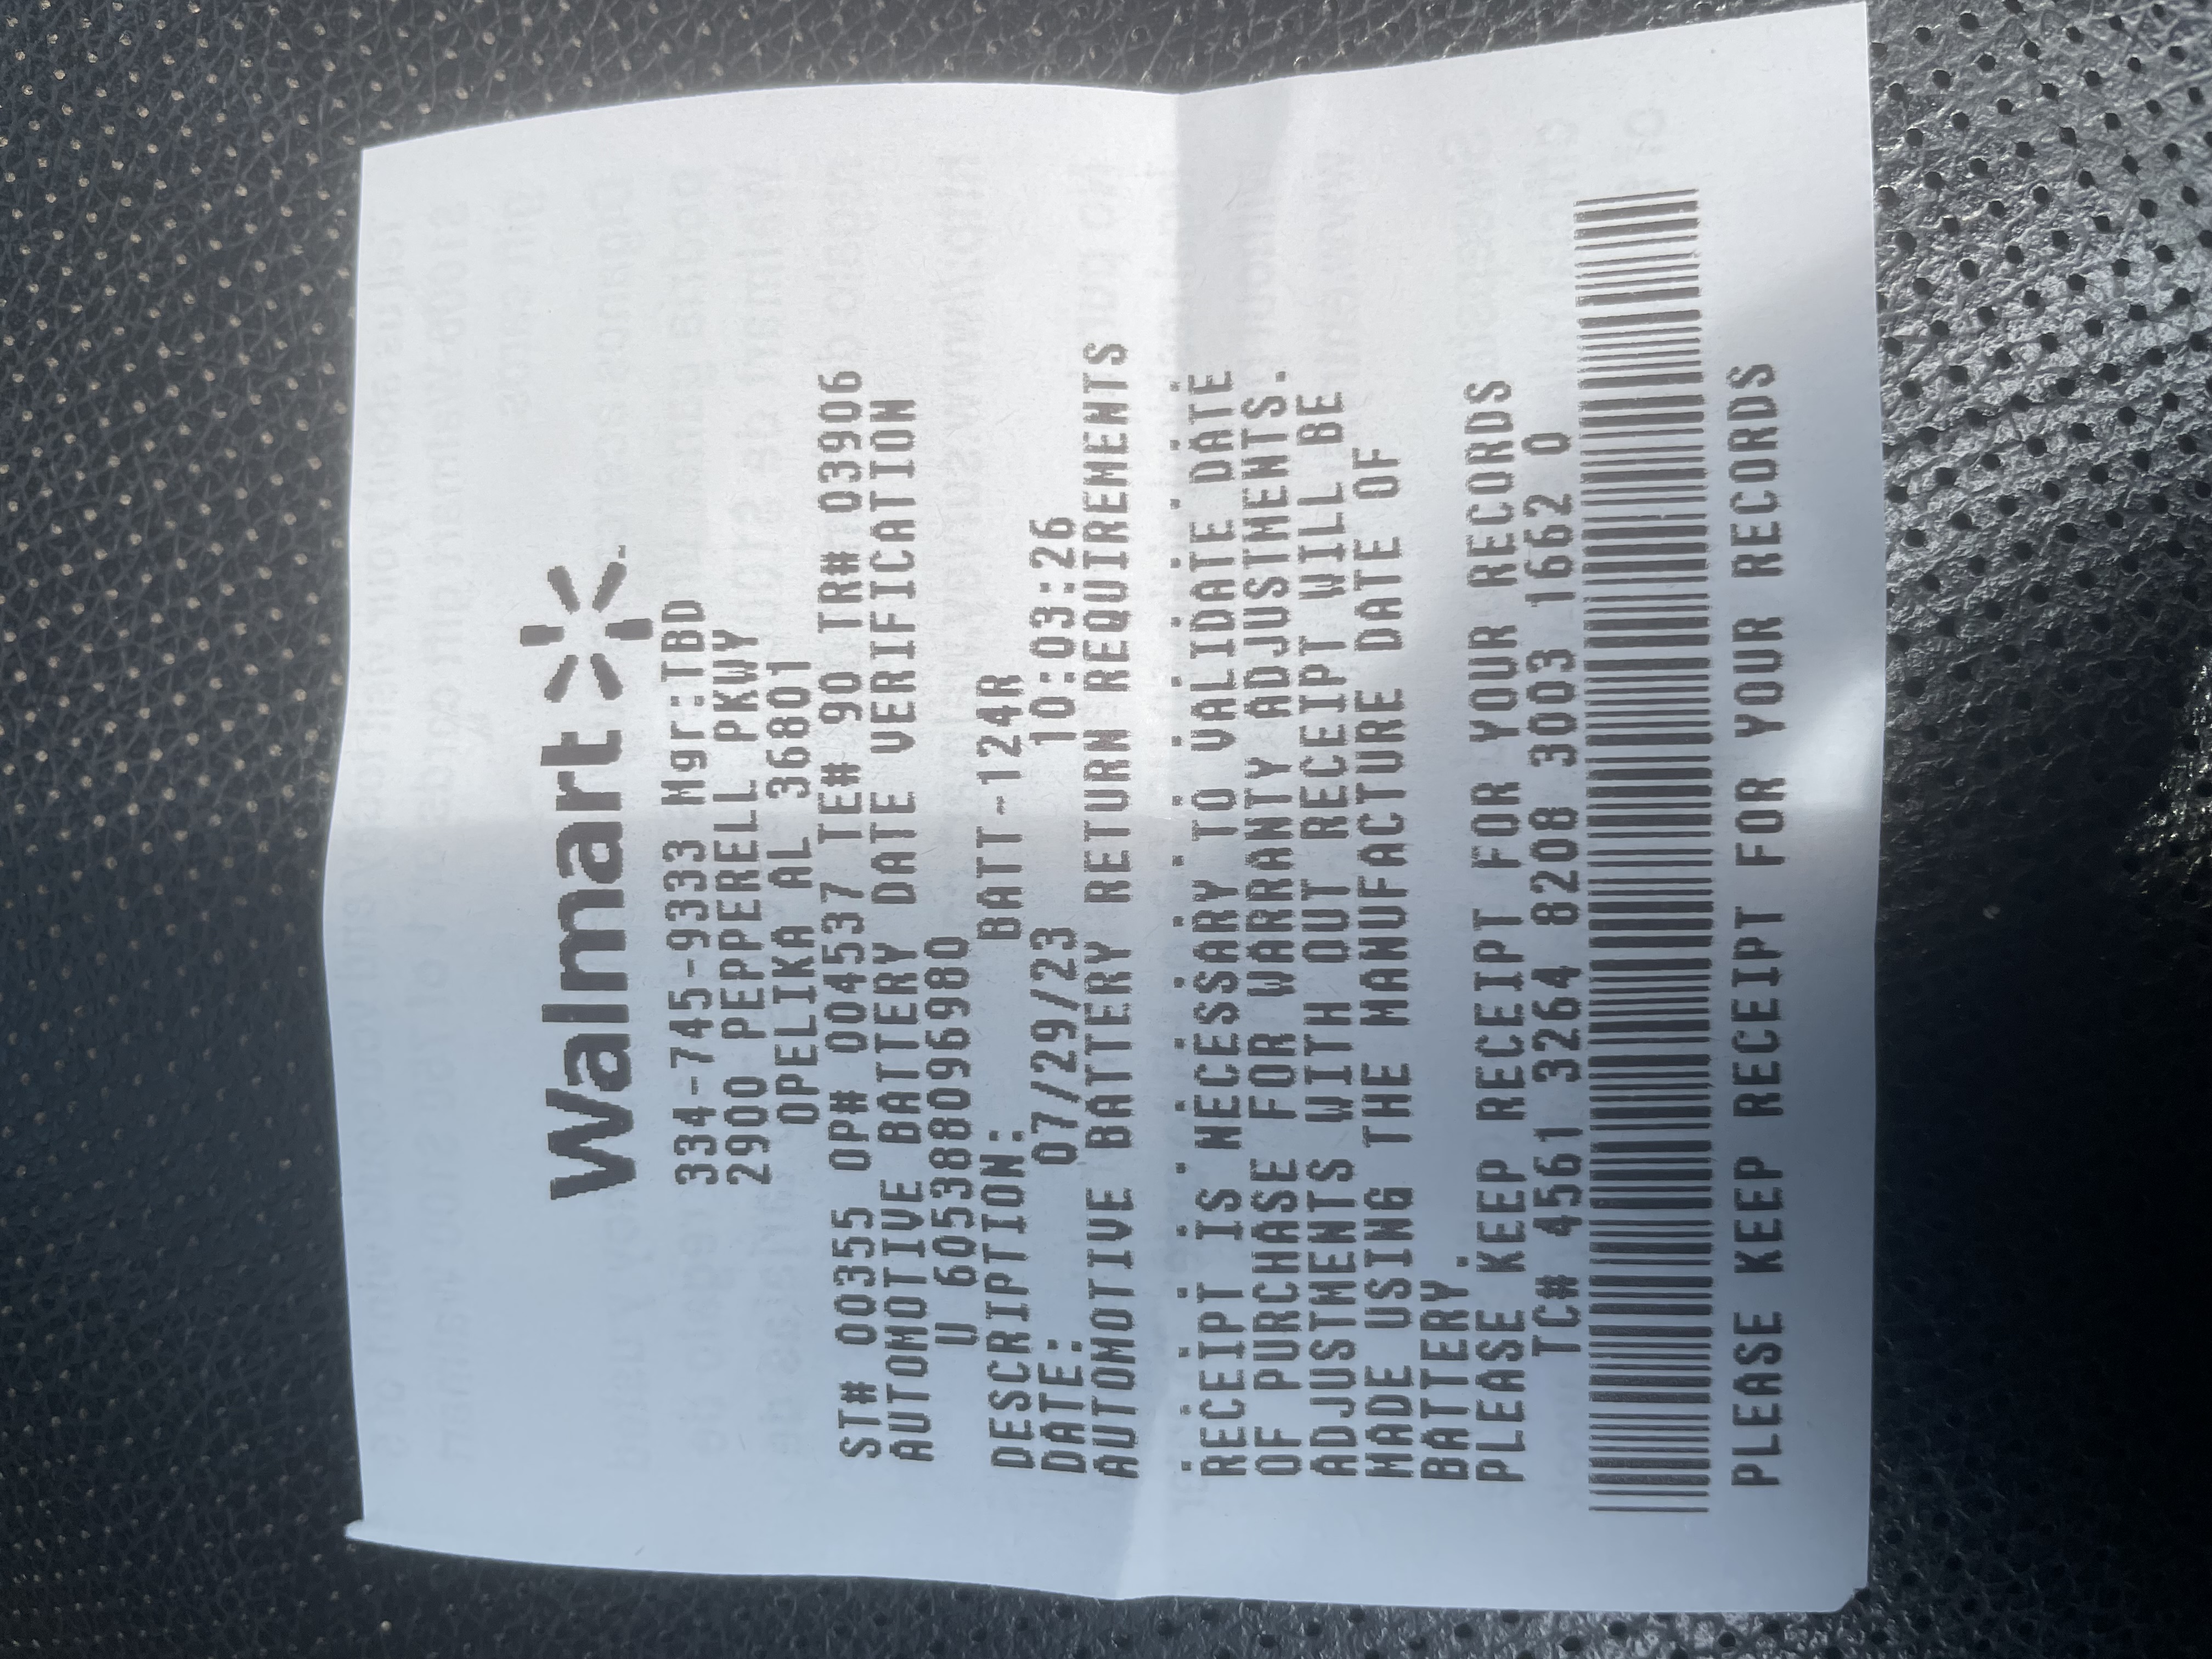 Walmart
334-745-9333 Mgr:TBD
2900 PEPPERELL PKWY
OPELIKA AL 36801
ST# 00355 OP# 004537 TE# 90 TR# 03906
AUTOMOTIVE BATTERY DATE VERIFICATION
U 605388096980
DESCRIPTION: BATT-124R
DATE: 07/29/23 10:03:26
AUTOMOTIVE BATTERY RETURN REQUIREMENTS
RECEIPT IS NECESSARY TO VALIDATE DATE
OF PURCHASE FOR WARRANTY ADJUSTMENTS.
ADJUSTMENTS WITH OUT RECEIPT WILL BE
MADE USING THE MANUFACTURE DATE OF
BATTERY.
PLEASE KEEP RECEIPT FOR YOUR RECORDS
TC# 4561 3264 8208 3003 1662 0
PLEASE KEEP RECEIPT FOR YOUR RECORDS